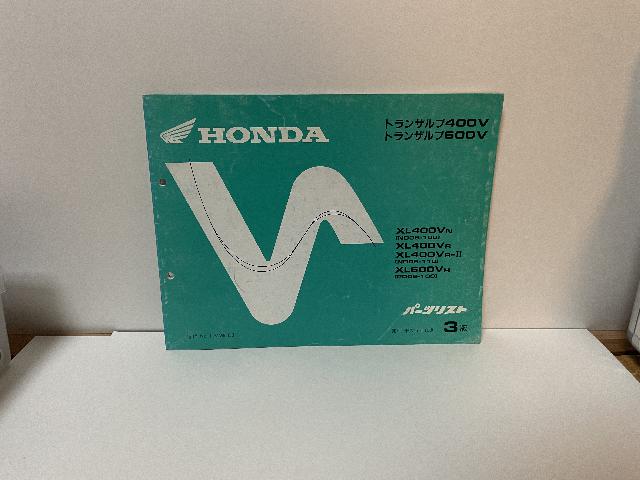 HONDA
トランザルプ400V
トランザルプ600V
XL400VN
XL400VR
XL400VR-II
XL600VH
パーツリスト
3版